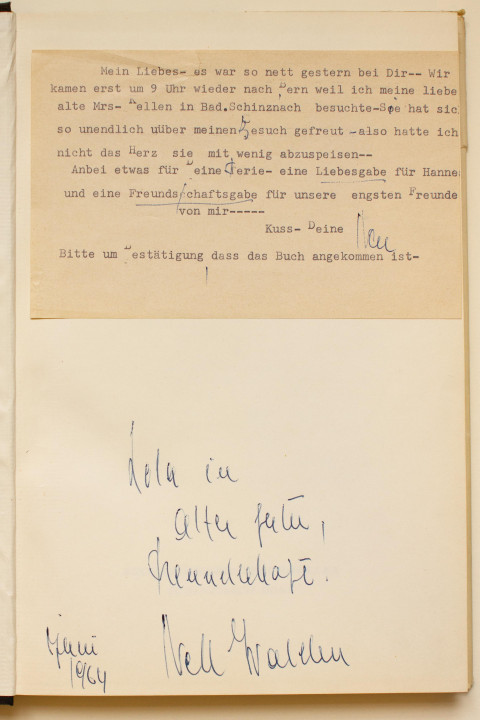 Mein Liebes- es war so nett gestern bei Dir-- Wir
kamen erst um 9 Uhr wieder nach Bern weil ich meine liebe
alte Mrs- Kellen in Bad.Schinznach besuchte-Sie hat sic
so unendlich uüber meinen Besuch gefreut -also hatte ich
nicht das Herz sie mit wenig abzuspeisen--
Anbei etwas für Deine Ferie- eine Liebesgabe für Hanne
und eine Freundschaftsgabe für unsere engsten Freunde
von mir-----
Kuss- Deine Nell
Bitte um Bestätigung dass das Buch angekommen ist-
Lola in
alter guter,
Freundschaft.
Nell Walden
Juni
1964